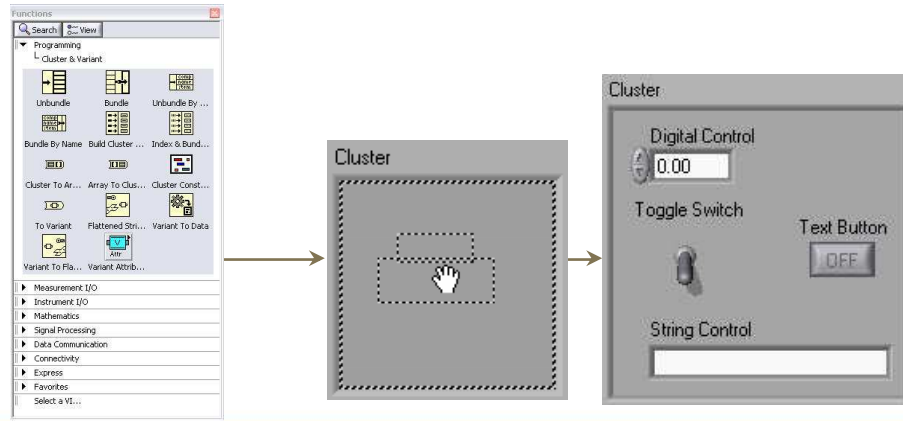 Functions
Search View
Programming
Cluster & Variant
Unbundle Bundle Unbundle By ...
Bundle By Name Build Cluster ... Index & Bund...
Cluster To Ar... Array To Clus... Cluster Const...
To Variant Flattened Stri... Variant To Data
Attr
Variant To Fla... Variant Attrib...
Measurement I/O
Instrument I/O
Mathematics
Signal Processing
Data Communication
Connectivity
Express
Favorites
Select a VI...
Cluster
Cluster
Digital Control
0.00
Toggle Switch
Text Button
OFF
String Control